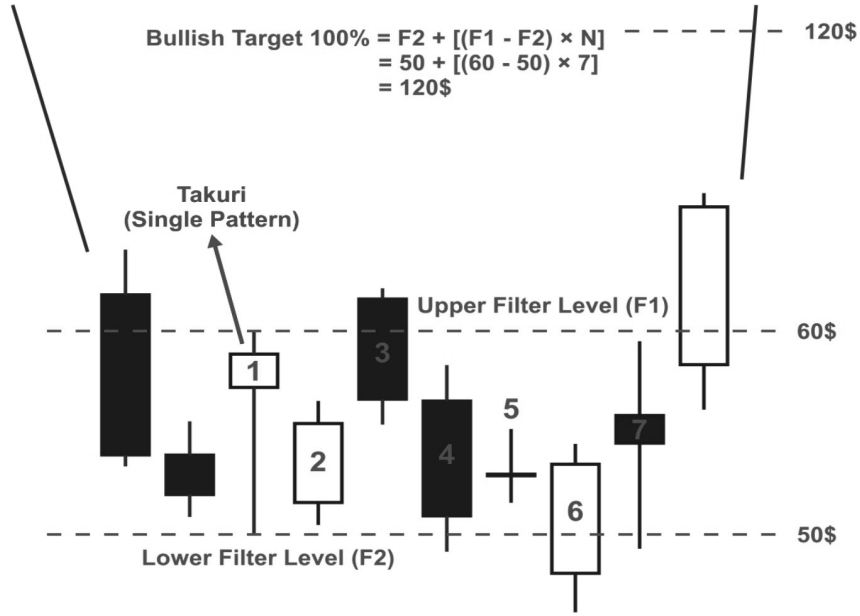 Bullish Target 100% = F2 + [(F1 - F2) × N]
= 50 + [(60 - 50) × 7]
= 120$
120$
Takuri
(Single Pattern)
Upper Filter Level (F1)
60$
1
2
3
4
5
6
7
50$
Lower Filter Level (F2)